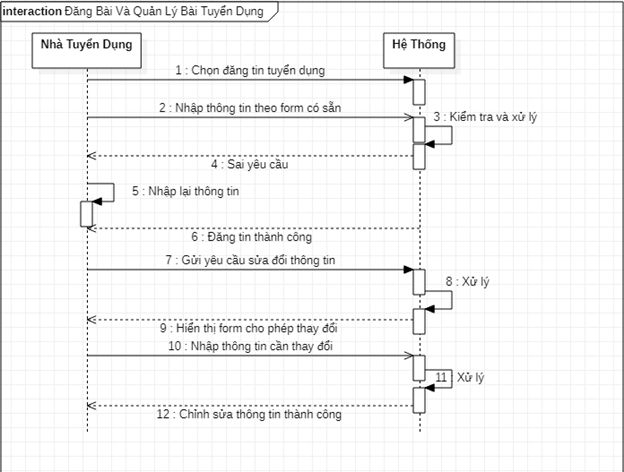 interaction Đăng Bài Và Quản Lý Bài Tuyển Dụng
Nhà Tuyển Dụng
Hệ Thống
1 : Chọn đăng tin tuyển dụng
2 : Nhập thông tin theo form có sẵn
3 : Kiểm tra và xử lý
4 : Sai yêu cầu
5 : Nhập lại thông tin
6 : Đăng tin thành công
7 : Gửi yêu cầu sửa đổi thông tin
8 : Xử lý
9 : Hiển thị form cho phép thay đổi
10 : Nhập thông tin cần thay đổi
11 : Xử lý
12 : Chỉnh sửa thông tin thành công